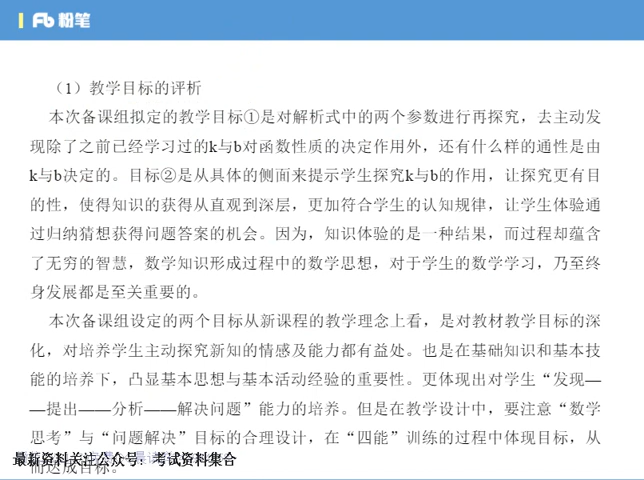 粉笔
（1）教学目标的评析
本次备课组拟定的教学目标①是对解析式中的两个参数进行再探究，去主动发
现除了之前已经学习过的k与b对函数性质的决定作用外，还有什么样的通性是由
k与b决定的。目标②是从具体的侧面来提示学生探究k与b的作用，让探究更有目
的性，使得知识的获得从直观到深层，更加符合学生的认知规律，让学生体验通
过归纳猜想获得问题答案的机会。因为，知识体验的是一种结果，而过程却蕴含
了无穷的智慧，数学知识形成过程中的数学思想，对于学生的数学学习，乃至终
身发展都是至关重要的。
本次备课组设定的两个目标从新课程的教学理念上看，是对教材教学目标的深
化，对培养学生主动探究新知的情感及能力都有益处。也是在基础知识和基本技
能的培养下，凸显基本思想与基本活动经验的重要性。更体现出对学生“发现—
—提出——分析——解决问题”能力的培养。但是在教学设计中，要注意“数学
思考”与“问题解决”目标的合理设计，在“四能”训练的过程中体现目标，从
而达成目标。
最新资料关注公众号：考试资料集合